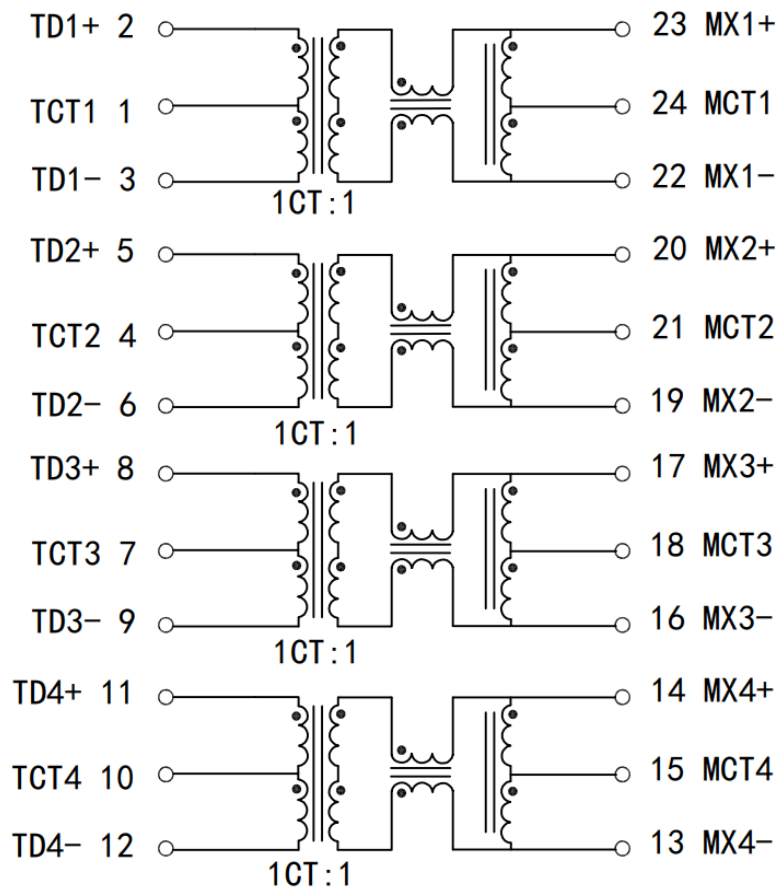 TD1+ 2 23 MX1+
TCT1 1 24 MCT1
TD1- 3 22 MX1-
1CT:1
TD2+ 5 20 MX2+
TCT2 4 21 MCT2
TD2- 6 19 MX2-
1CT:1
TD3+ 8 17 MX3+
TCT3 7 18 MCT3
TD3- 9 16 MX3-
1CT:1
TD4+ 11 14 MX4+
TCT4 10 15 MCT4
TD4- 12 13 MX4-
1CT:1